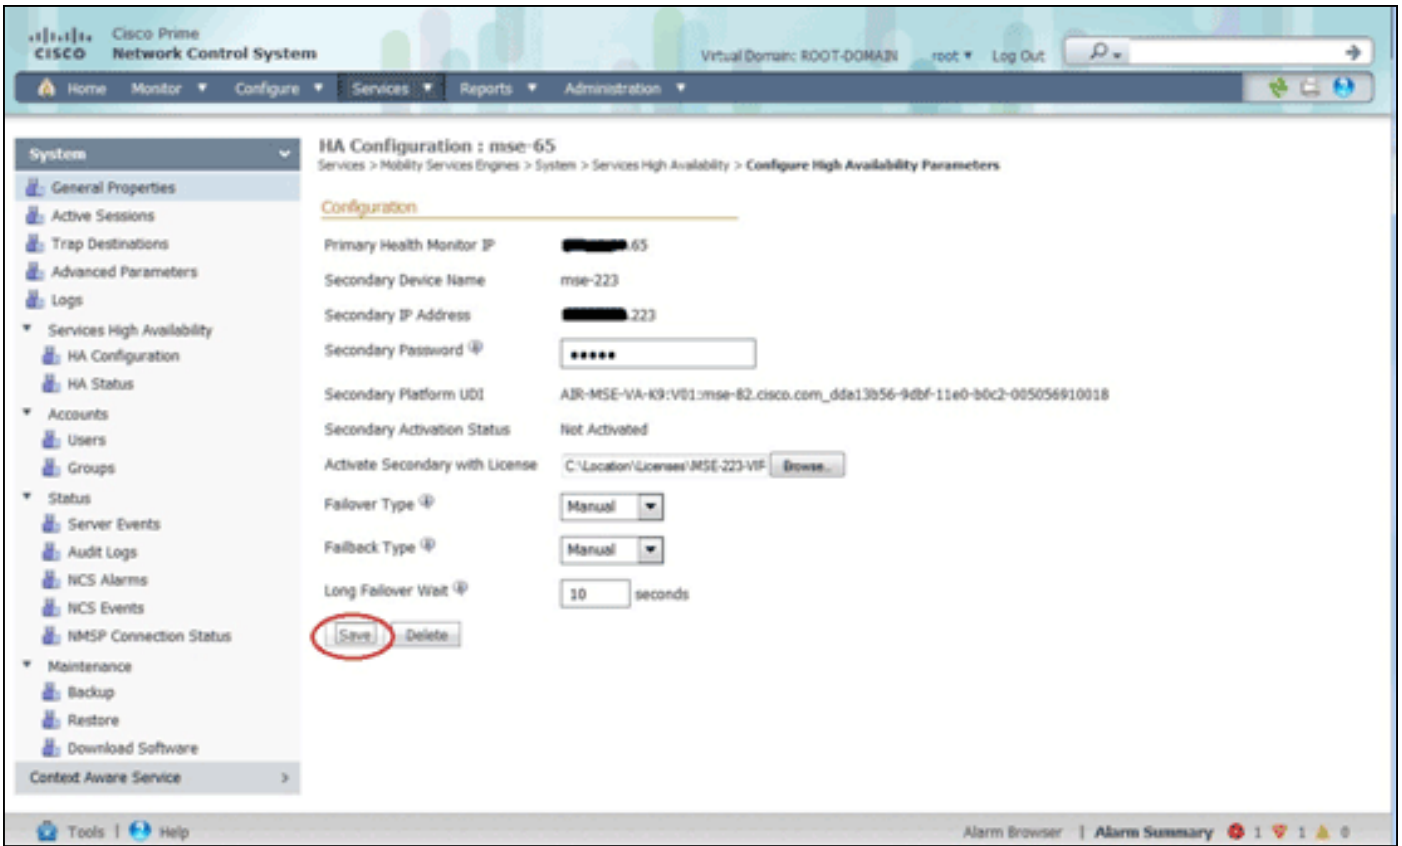 Cisco Prime
CISCO Network Control System
Virtual Domain: ROOT-DOMAIN root Log Out
Home Monitor Configure Services Reports Administration
System
General Properties
Active Sessions
Trap Destinations
Advanced Parameters
Logs
Services High Availability
HA Configuration
HA Status
Accounts
Users
Groups
Status
Server Events
Audit Logs
NCS Alarms
NCS Events
NMSP Connection Status
Maintenance
Backup
Restore
Download Software
Context Aware Service
HA Configuration : mse-65
Services > Mobility Services Engines > System > Services High Availability > Configure High Availability Parameters
Configuration
Primary Health Monitor IP .65
Secondary Device Name mse-223
Secondary IP Address .223
Secondary Password •••••
Secondary Platform UDI AIR-MSE-VA-K9:V01:mse-82.cisco.com_dda13b56-9dbf-11e0-b0c2-005056910018
Secondary Activation Status Not Activated
Activate Secondary with License C:\Location\Licenses\MSE-223-VIP Browse..
Failover Type Manual
Failback Type Manual
Long Failover Wait 10 seconds
Save Delete
Tools | Help
Alarm Browser | Alarm Summary 1 1 0